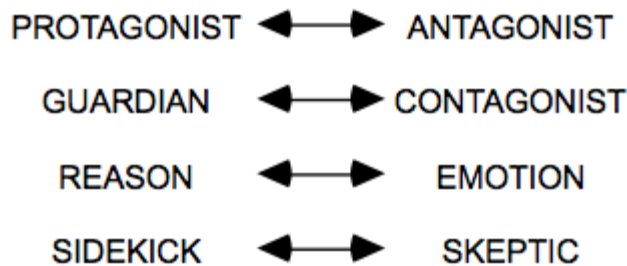 PROTAGONIST ANTAGONIST
GUARDIAN CONTAGONIST
REASON EMOTION
SIDEKICK SKEPTIC